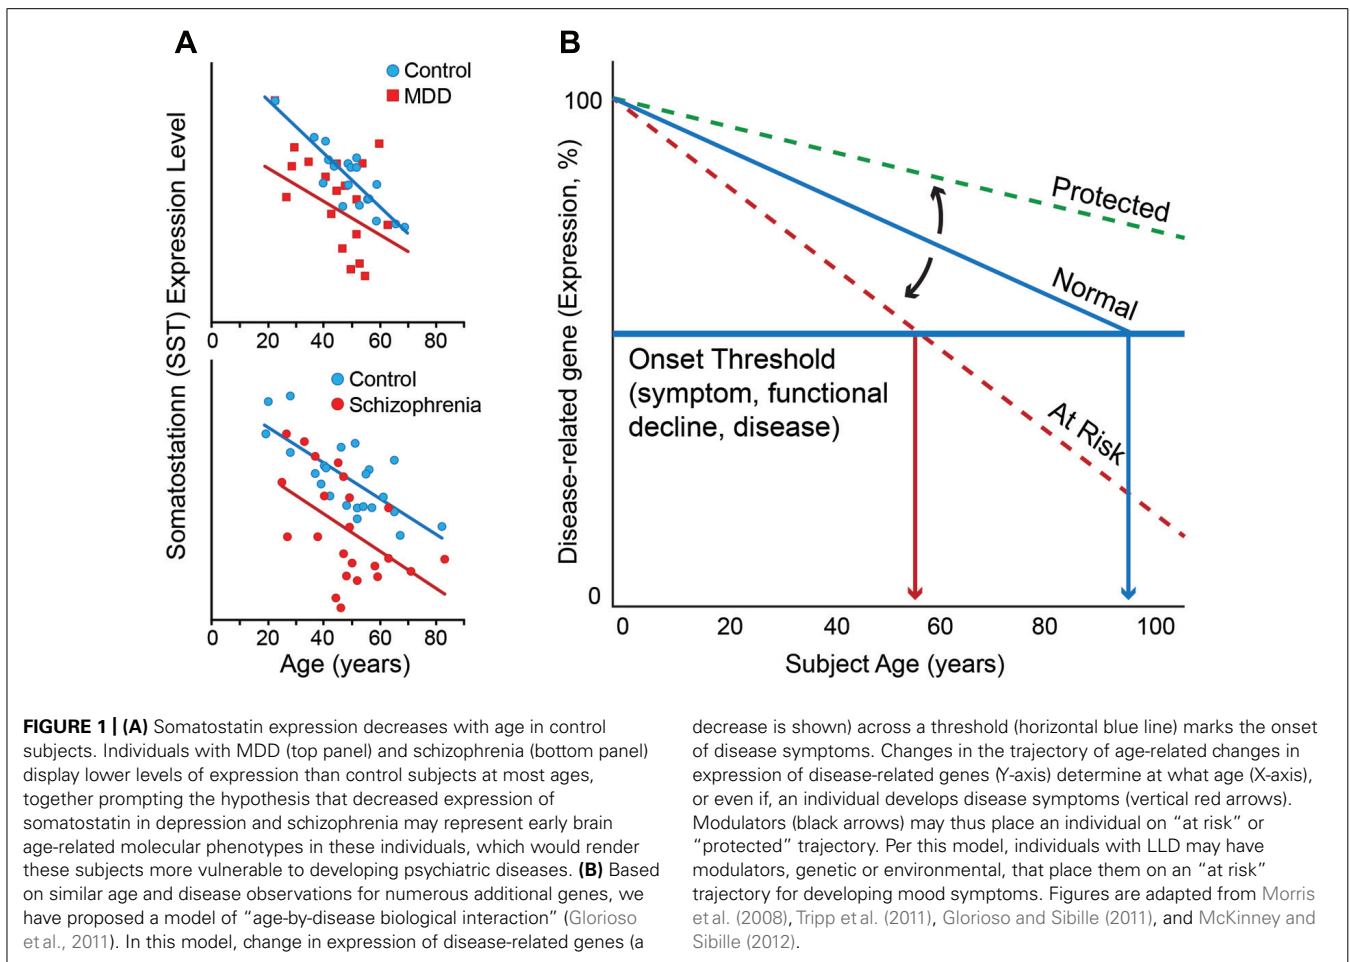 A
Control
MDD
Somatostationn (SST) Expression Level
0 20 40 60 80
Control
Schizophrenia
0 20 40 60 80
Age (years)
B
100
Disease-related gene (Expression, %)
Protected
Normal
Onset Threshold
(symptom, functional
decline, disease)
At Risk
0
0 20 40 60 80 100
Subject Age (years)
FIGURE 1 | (A) Somatostatin expression decreases with age in control
subjects. Individuals with MDD (top panel) and schizophrenia (bottom panel)
display lower levels of expression than control subjects at most ages,
together prompting the hypothesis that decreased expression of
somatostatin in depression and schizophrenia may represent early brain
age-related molecular phenotypes in these individuals, which would render
these subjects more vulnerable to developing psychiatric diseases. (B) Based
on similar age and disease observations for numerous additional genes, we
have proposed a model of “age-by-disease biological interaction” (Glorioso
et al., 2011). In this model, change in expression of disease-related genes (a
decrease is shown) across a threshold (horizontal blue line) marks the onset
of disease symptoms. Changes in the trajectory of age-related changes in
expression of disease-related genes (Y-axis) determine at what age (X-axis),
or even if, an individual develops disease symptoms (vertical red arrows).
Modulators (black arrows) may thus place an individual on “at risk” or
“protected” trajectory. Per this model, individuals with LLD may have
modulators, genetic or environmental, that place them on an “at risk”
trajectory for developing mood symptoms. Figures are adapted from Morris
et al. (2008), Tripp et al. (2011), Glorioso and Sibille (2011), and McKinney and
Sibille (2012).